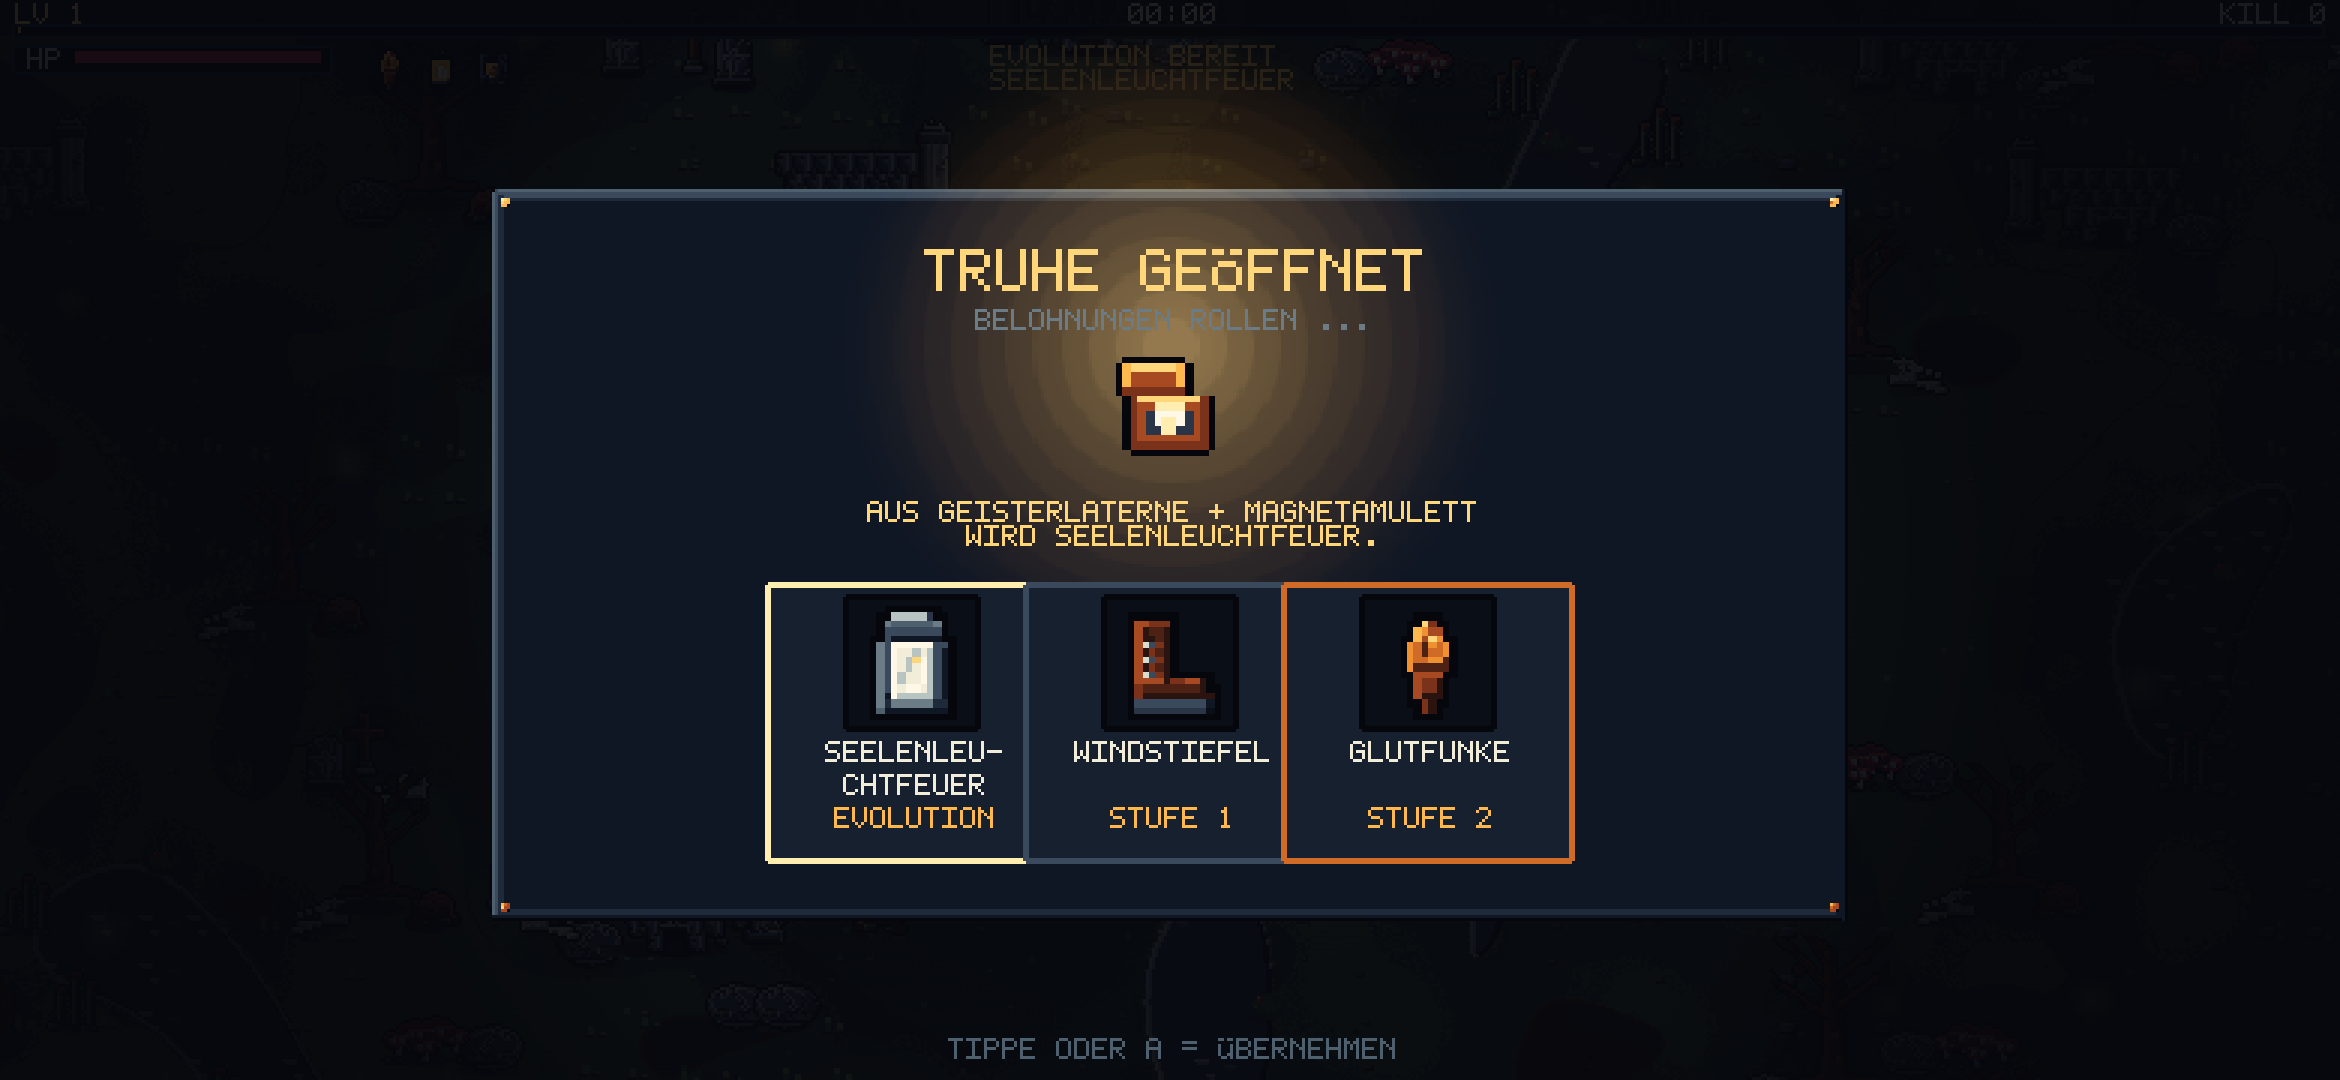 LV 1
00:00
KILL 0
HP
EVOLUTION BEREIT
SEELENLEUCHTFEUER
TRUHE GEöFFNET
BELOHNUNGEN ROLLEN ...
AUS GEISTERLATERNE + MAGNETAMULETT
WIRD SEELENLEUCHTFEUER.
SEELENLEU-
CHTFEUER
EVOLUTION
WINDSTIEFEL
STUFE 1
GLUTFUNKE
STUFE 2
TIPPE ODER A = üBERNEHMEN